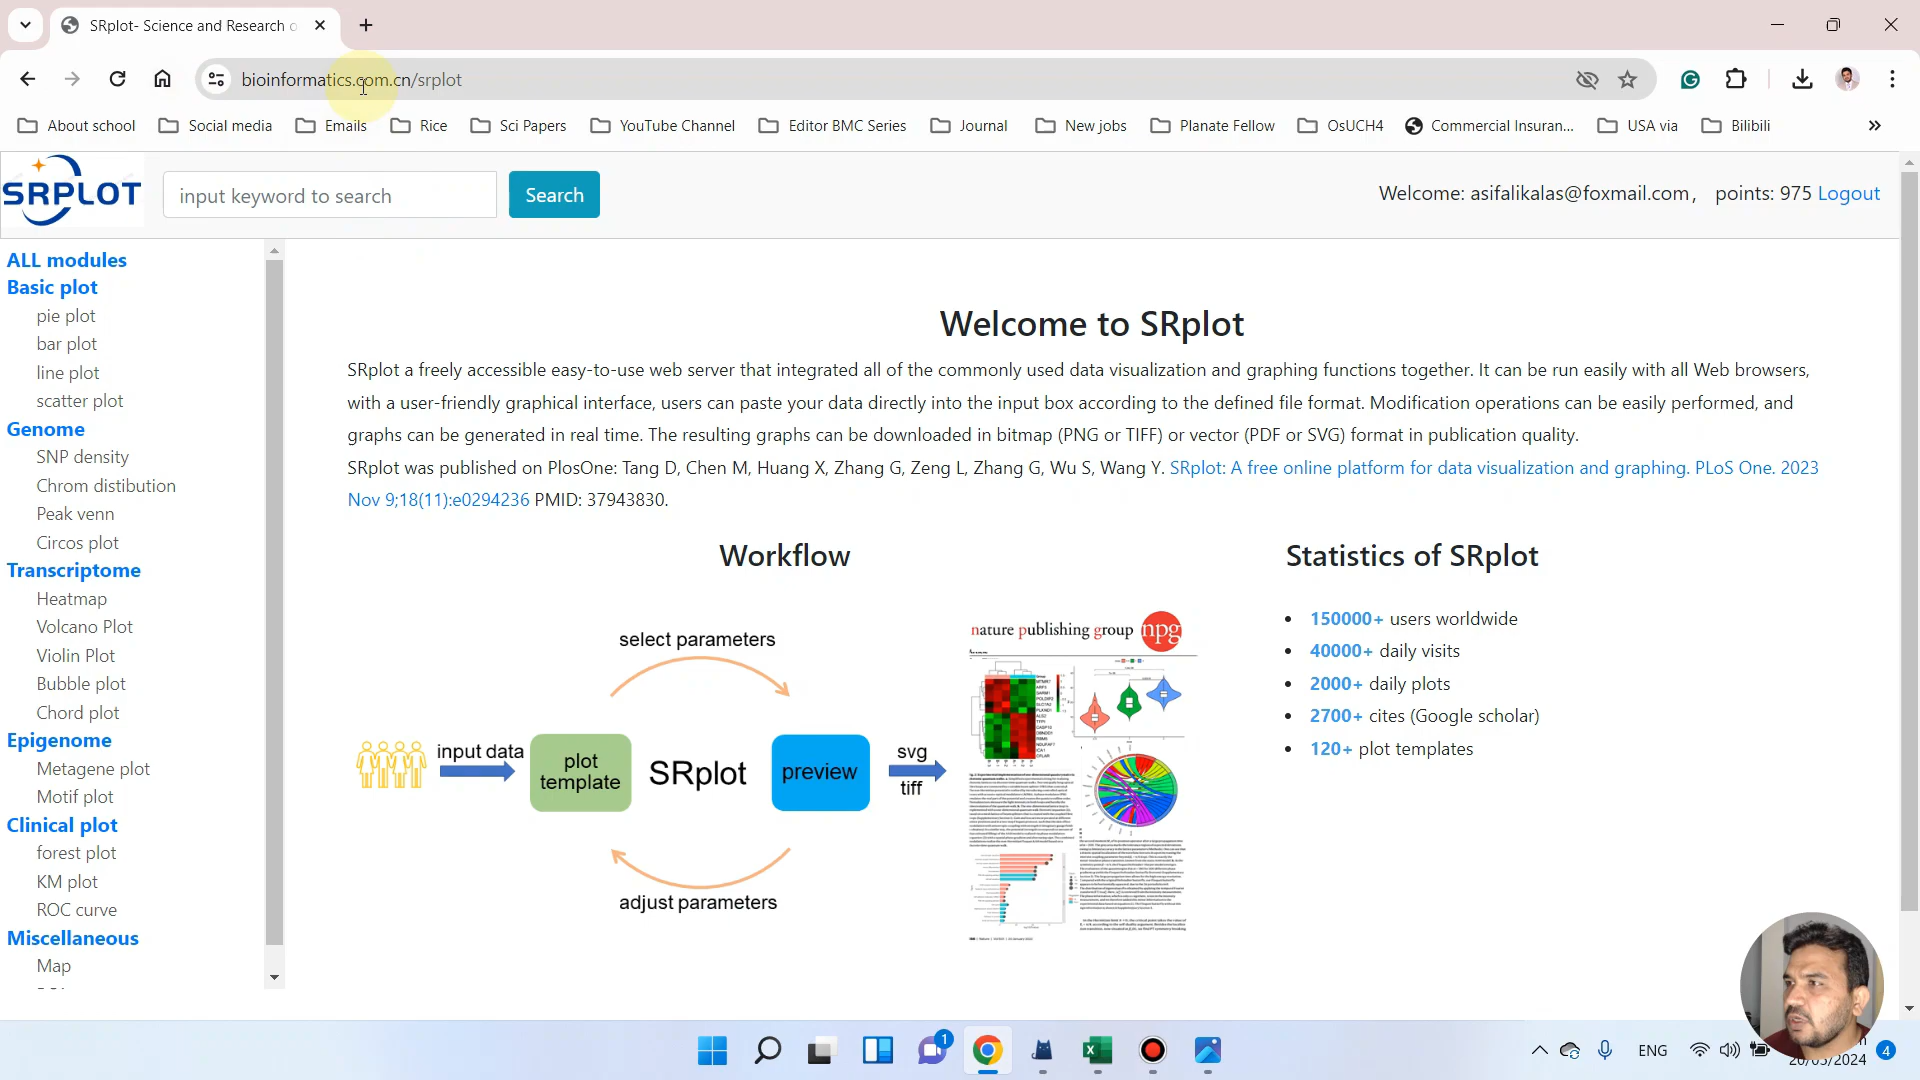 SRplot- Science and Research o
bioinformatics.com.cn/srplot
About school
Social media
Emails
Rice
Sci Papers
YouTube Channel
Editor BMC Series
Journal
New jobs
Planate Fellow
OsUCH4
Commercial Insuran...
USA via
Bilibili
SRPLOT
input keyword to search
Search
Welcome: asifalikalas@foxmail.com, points: 975 Logout
ALL modules
Basic plot
pie plot
bar plot
line plot
scatter plot
Genome
SNP density
Chrom distibution
Peak venn
Circos plot
Transcriptome
Heatmap
Volcano Plot
Violin Plot
Bubble plot
Chord plot
Epigenome
Metagene plot
Motif plot
Clinical plot
forest plot
KM plot
ROC curve
Miscellaneous
Map
Welcome to SRplot
SRplot a freely accessible easy-to-use web server that integrated all of the commonly used data visualization and graphing functions together. It can be run easily with all Web browsers,
with a user-friendly graphical interface, users can paste your data directly into the input box according to the defined file format. Modification operations can be easily performed, and
graphs can be generated in real time. The resulting graphs can be downloaded in bitmap (PNG or TIFF) or vector (PDF or SVG) format in publication quality.
SRplot was published on PlosOne: Tang D, Chen M, Huang X, Zhang G, Zeng L, Zhang G, Wu S, Wang Y. SRplot: A free online platform for data visualization and graphing. PLoS One. 2023
Nov 9;18(11):e0294236 PMID: 37943830.
Workflow
select parameters
input data
plot
template
SRplot
preview
svg
tiff
adjust parameters
nature publishing group npg
Statistics of SRplot
150000+ users worldwide
40000+ daily visits
2000+ daily plots
2700+ cites (Google scholar)
120+ plot templates
1
ENG
20/05/2024
4